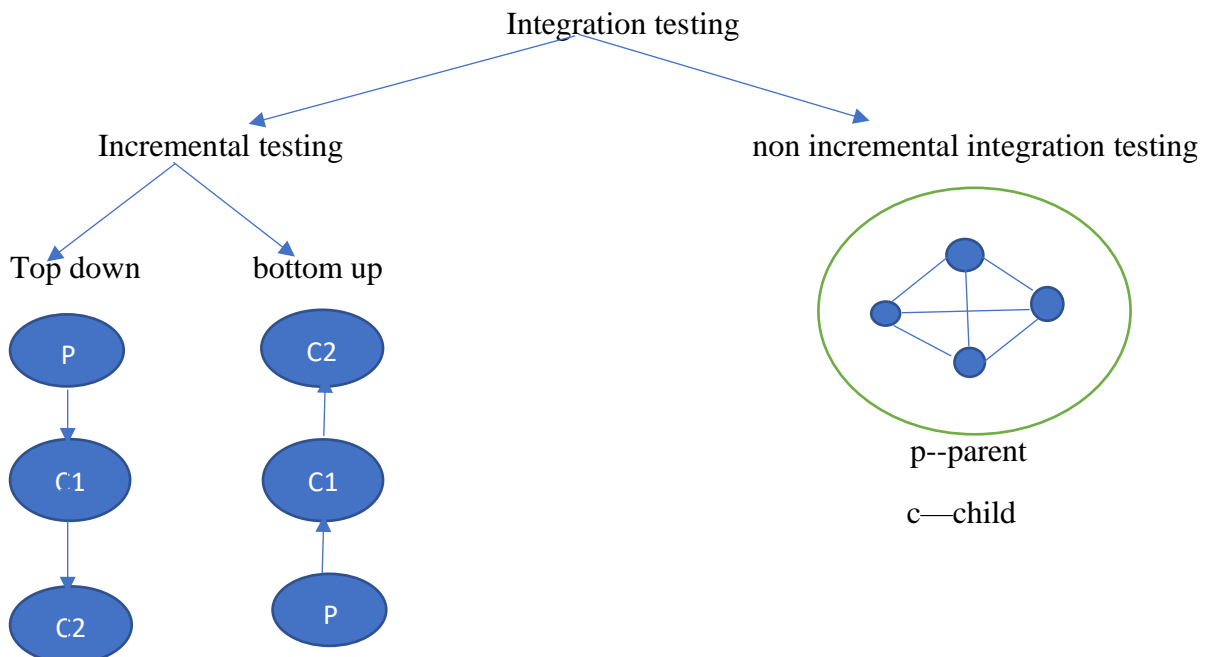 Integration testing
Incremental testing
non incremental integration testing
Top down
bottom up
P
C2
C1
C1
C2
P
p--parent
c—child